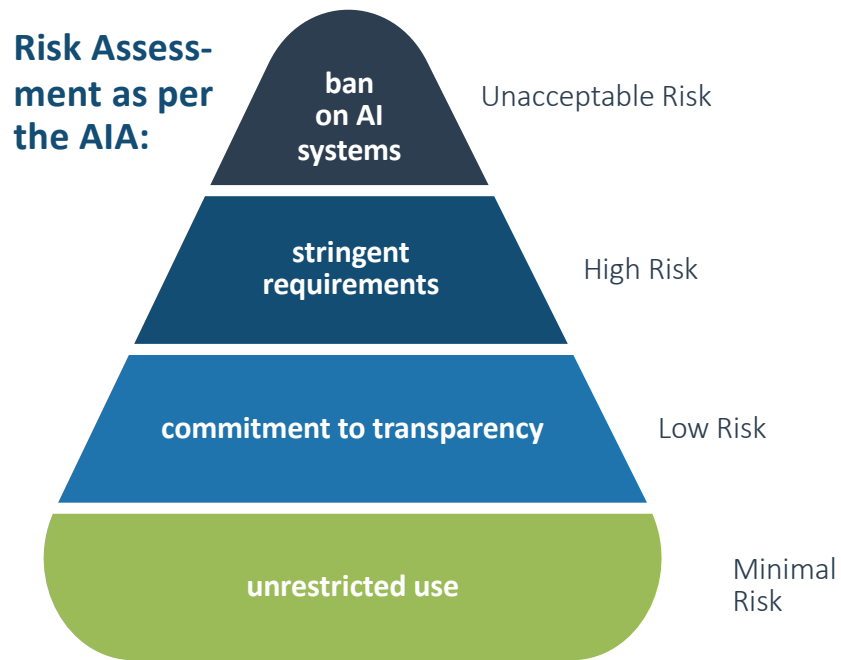 Risk Assess-
ment as per
the AIA:
ban
on AI
systems
Unacceptable Risk
stringent
requirements
High Risk
commitment to transparency
Low Risk
unrestricted use
Minimal
Risk